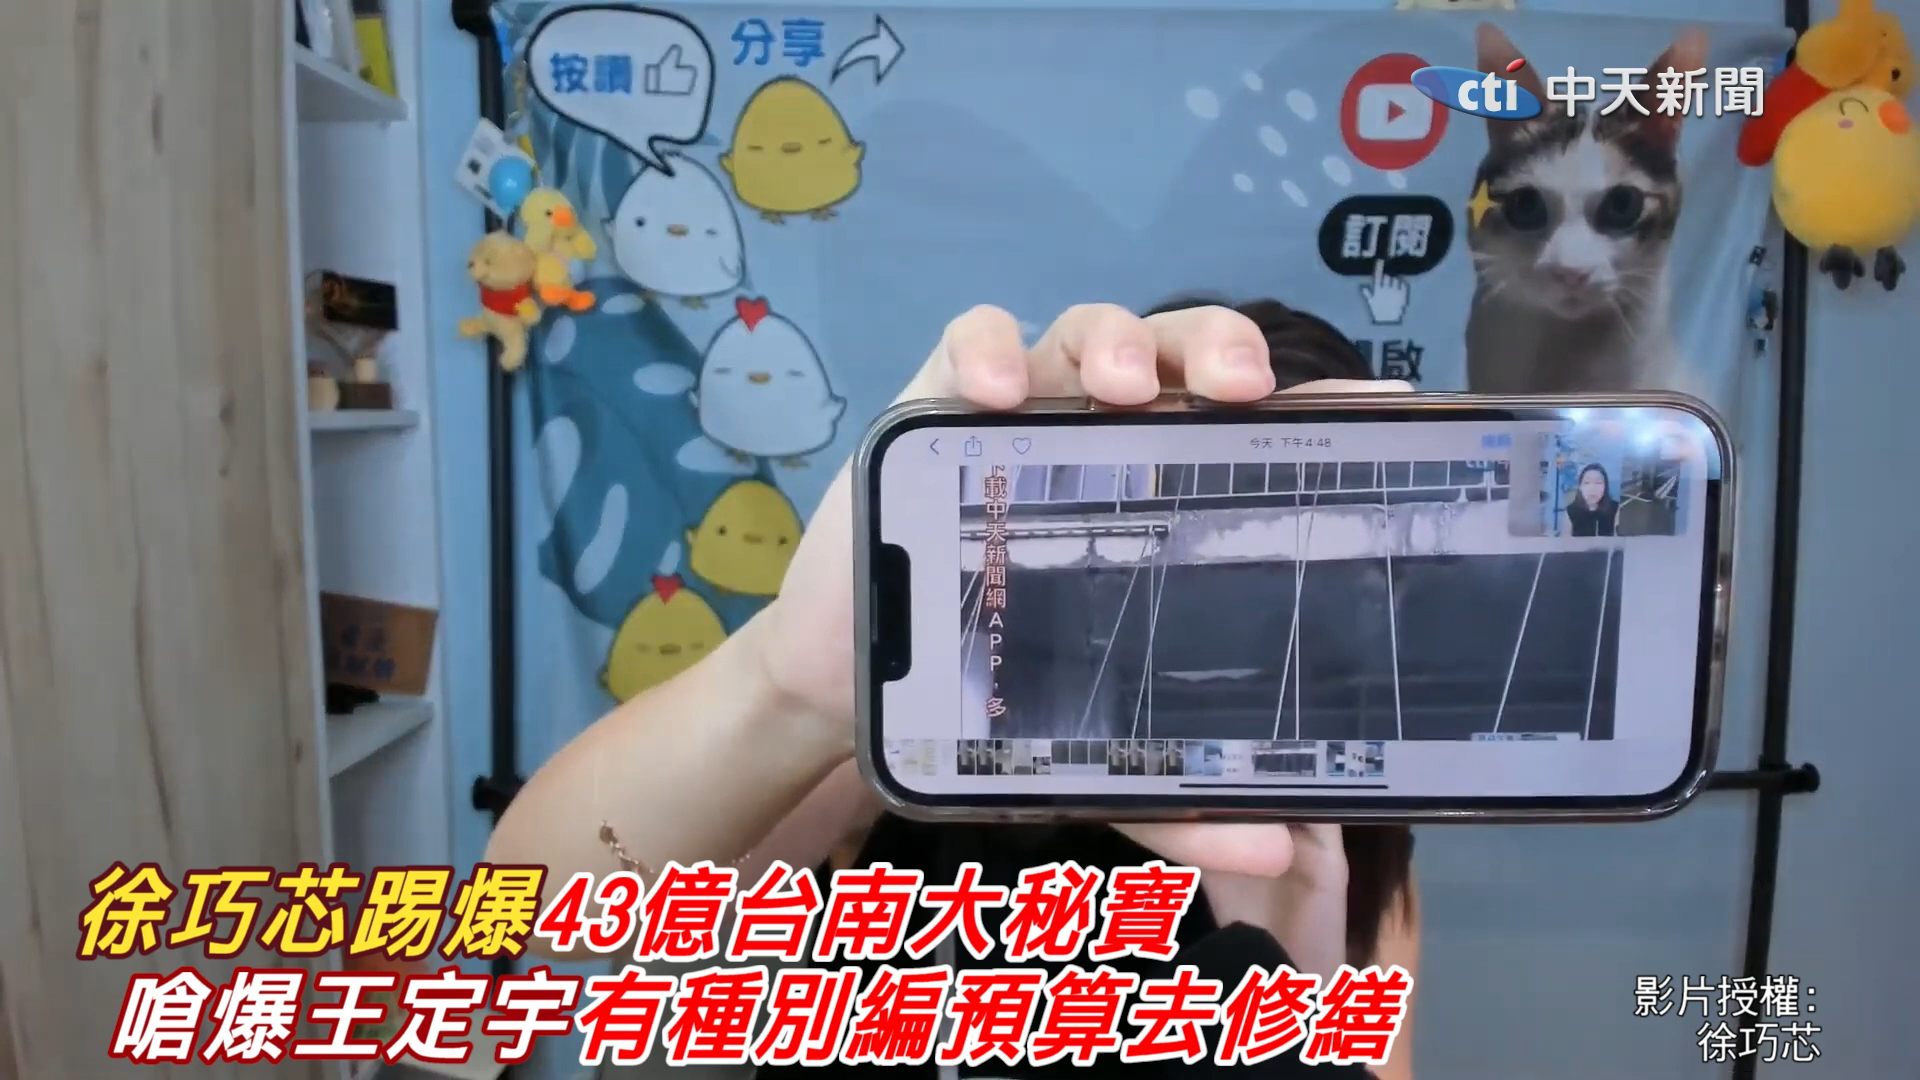 按讚
分享
cti 中天新聞
訂閱
啟
今天 下午4:48
下載中天新聞網APP，多
徐巧芯踢爆43億台南大秘寶
嗆爆王定宇有種別編預算去修繕
影片授權：
徐巧芯